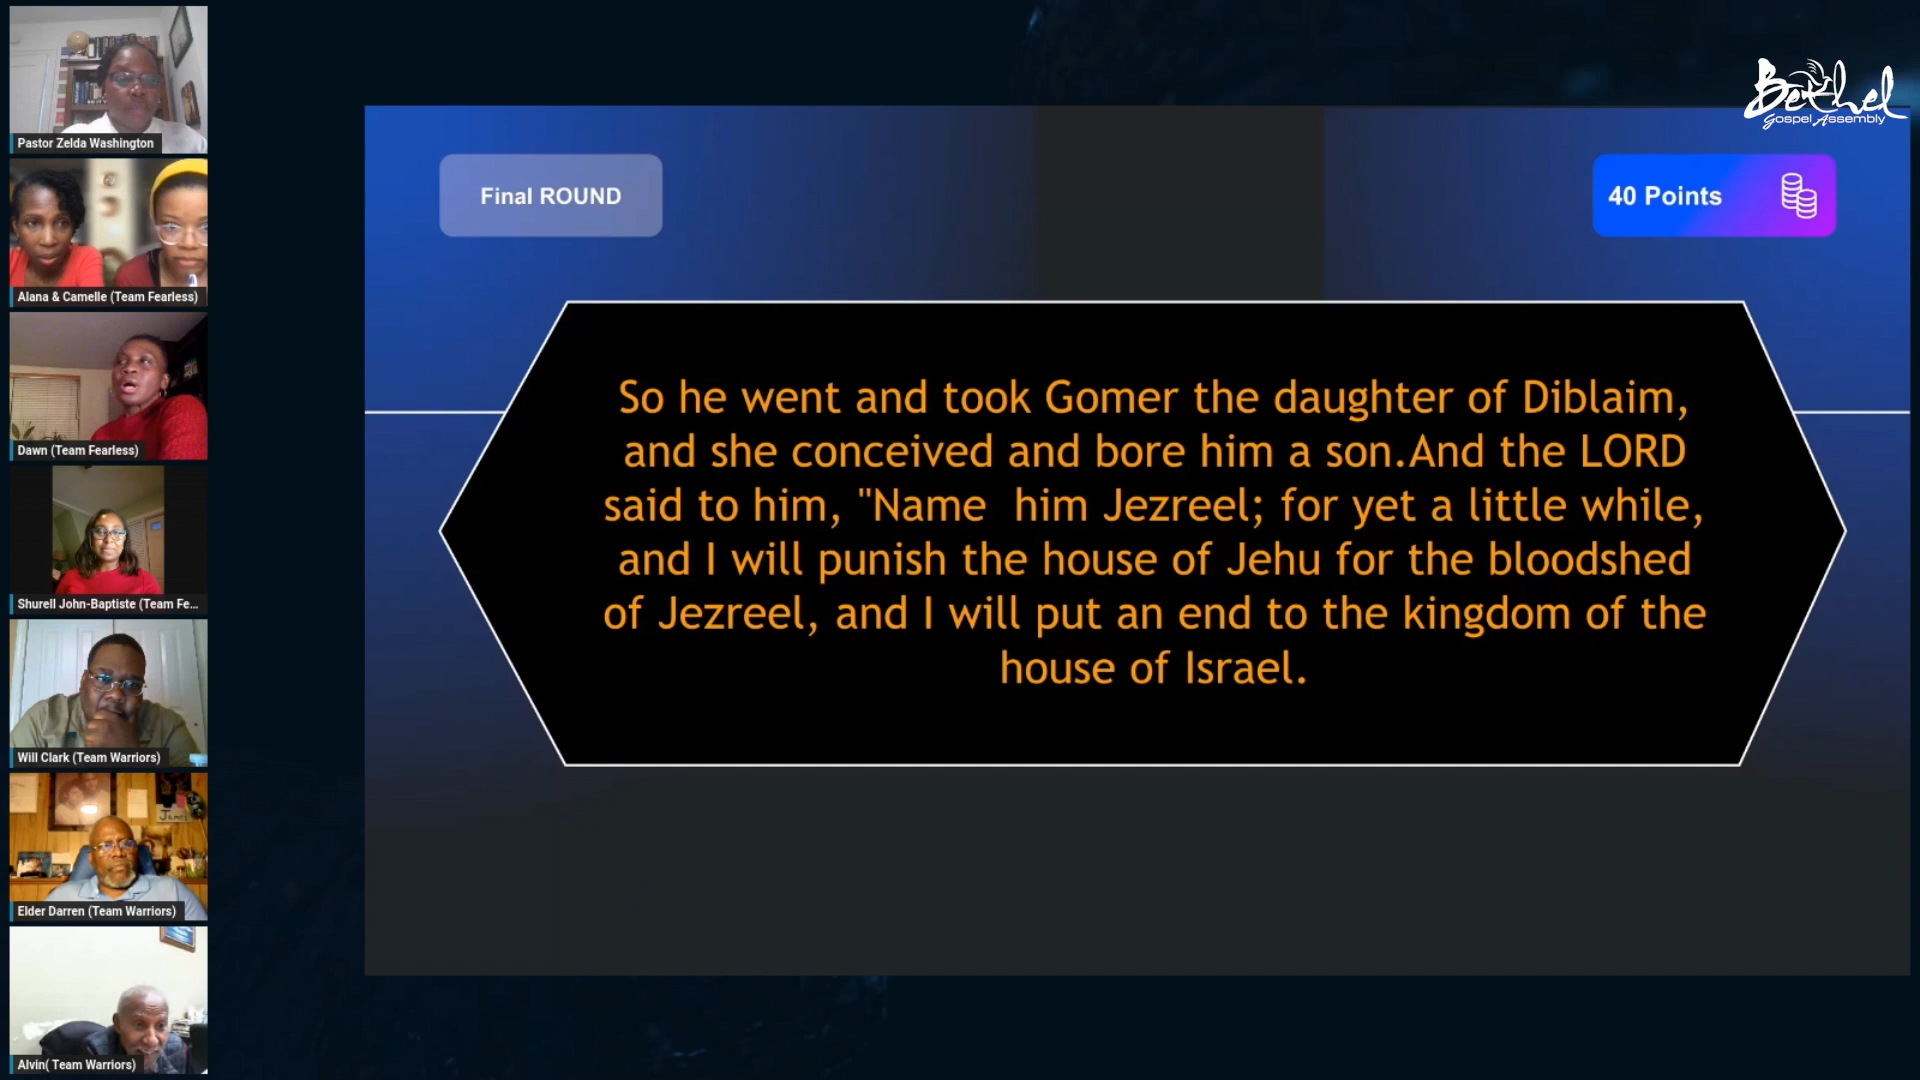 Pastor Zelda Washington
Alana & Camelle (Team Fearless)
Dawn (Team Fearless)
Shurell John-Baptiste (Team Fe...
Will Clark (Team Warriors)
James
Elder Darren (Team Warriors)
Alvin( Team Warriors)
Bethel
Gospel Assembly
Final ROUND
40 Points
So he went and took Gomer the daughter of Diblaim,
and she conceived and bore him a son.And the LORD
said to him, "Name  him Jezreel; for yet a little while,
and I will punish the house of Jehu for the bloodshed
of Jezreel, and I will put an end to the kingdom of the
house of Israel.